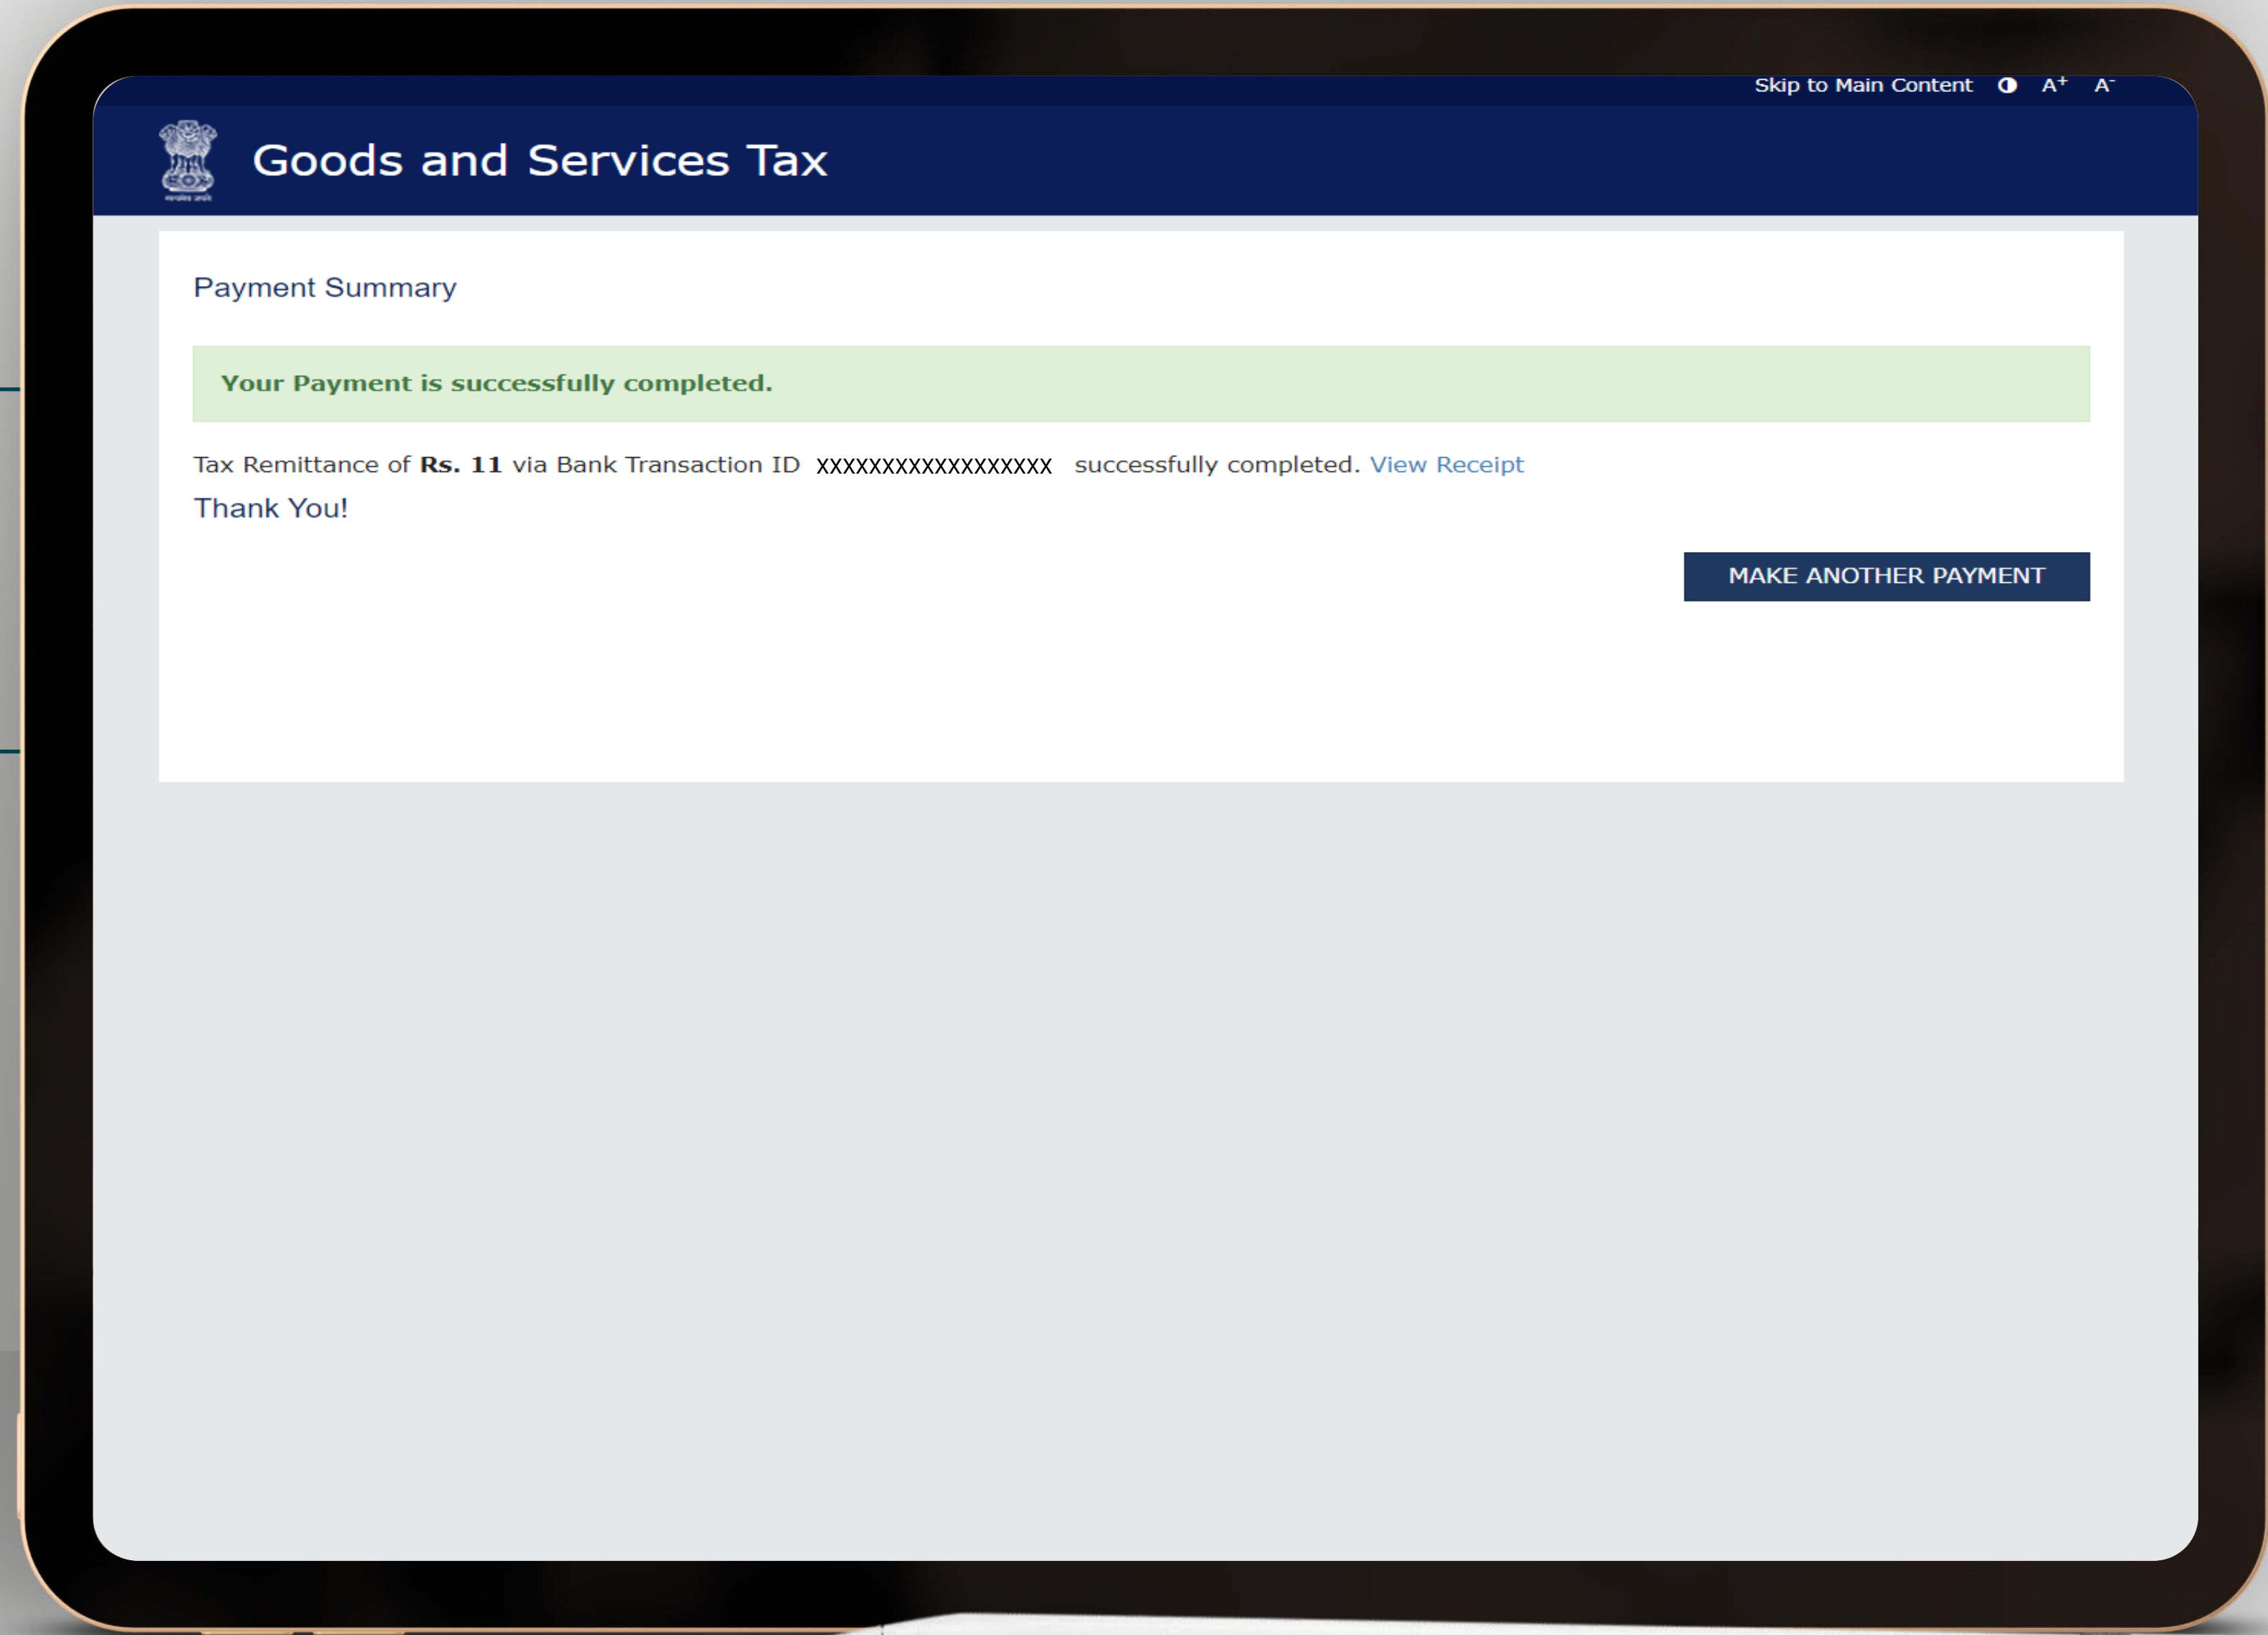 Skip to Main Content A+ A-
Goods and Services Tax
Payment Summary
Your Payment is successfully completed.
Tax Remittance of Rs. 11 via Bank Transaction ID XXXXXXXXXXXXXXXXXX successfully completed. View Receipt
Thank You!
MAKE ANOTHER PAYMENT